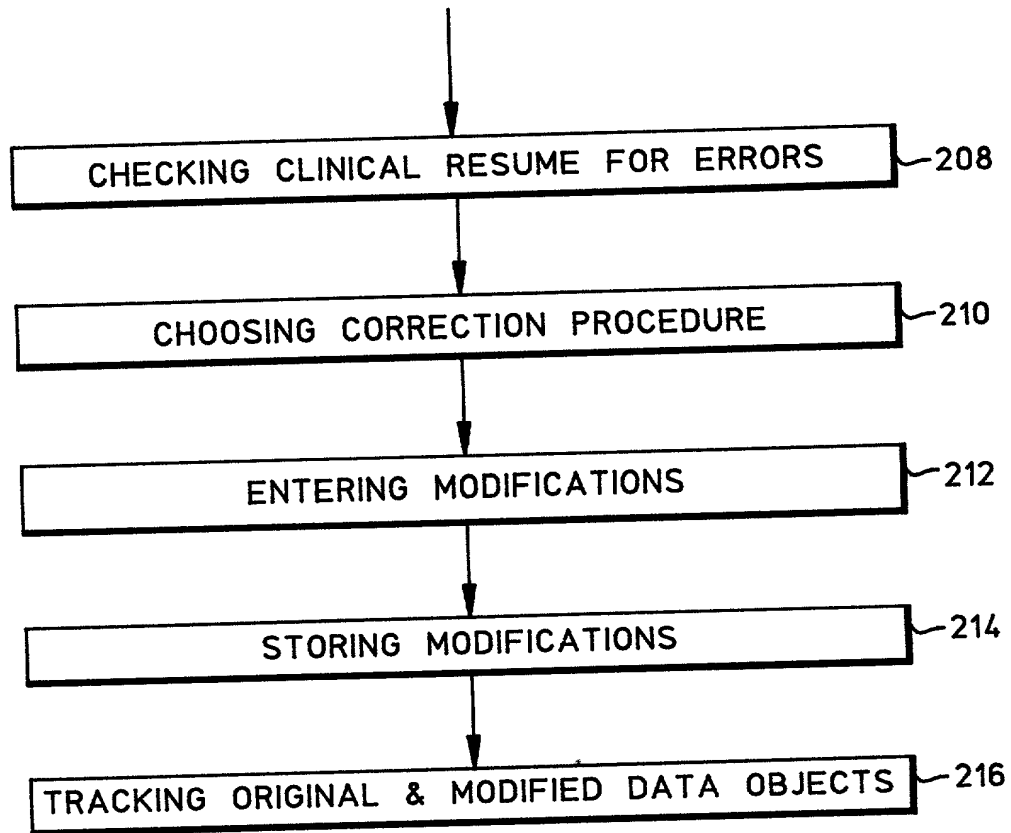 CHECKING CLINICAL RESUME FOR ERRORS 208
CHOOSING CORRECTION PROCEDURE 210
ENTERING MODIFICATIONS 212
STORING MODIFICATIONS 214
TRACKING ORIGINAL & MODIFIED DATA OBJECTS 216